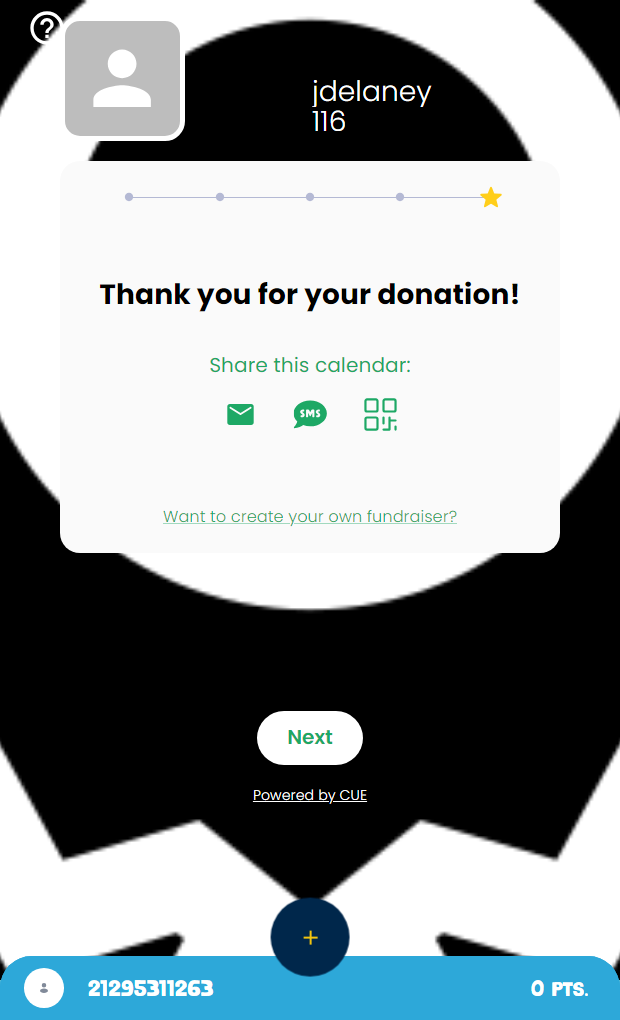 jdelaney
116
Thank you for your donation!
Share this calendar:
SMS
Want to create your own fundraiser?
Next
Powered by CUE
+
21295311263
0 PTS.